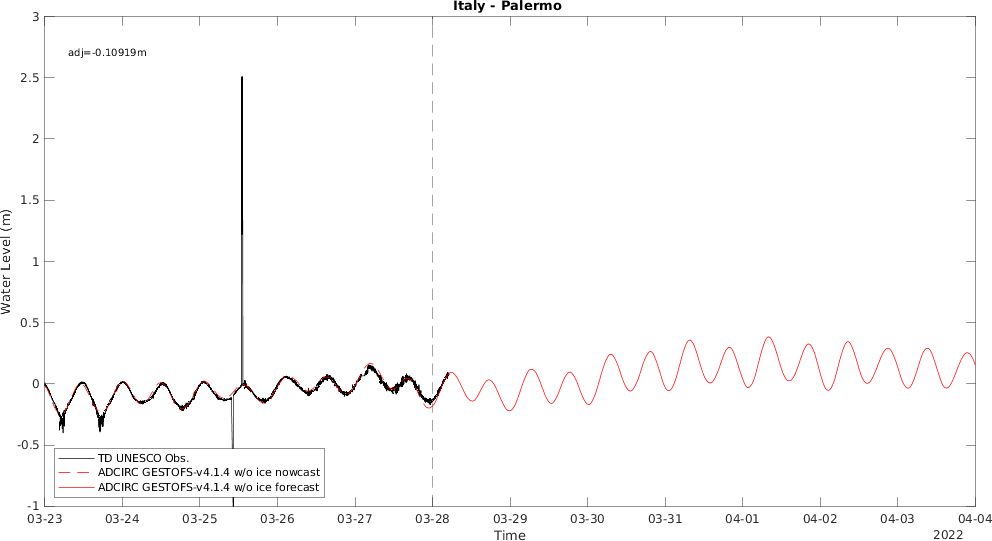 Italy - Palermo
adj=-0.10919m
3
2.5
2
1.5
1
0.5
0
-0.5
-1
Water Level (m)
TD UNESCO Obs.
ADCIRC GESTOFS-v4.1.4 w/o ice nowcast
ADCIRC GESTOFS-v4.1.4 w/o ice forecast
03-23 03-24 03-25 03-26 03-27 03-28 03-29 03-30 03-31 04-01 04-02 04-03 04-04
Time
2022